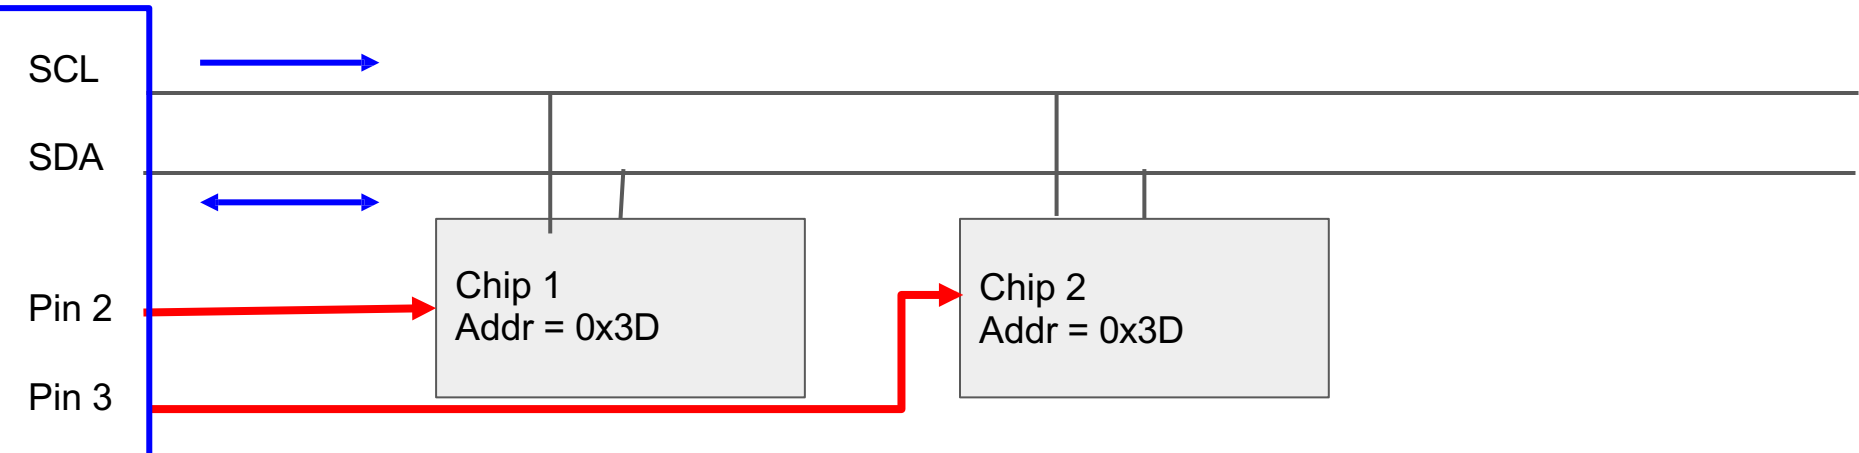 SCL
SDA
Pin 2
Pin 3
Chip 1
Addr = 0x3D
Chip 2
Addr = 0x3D